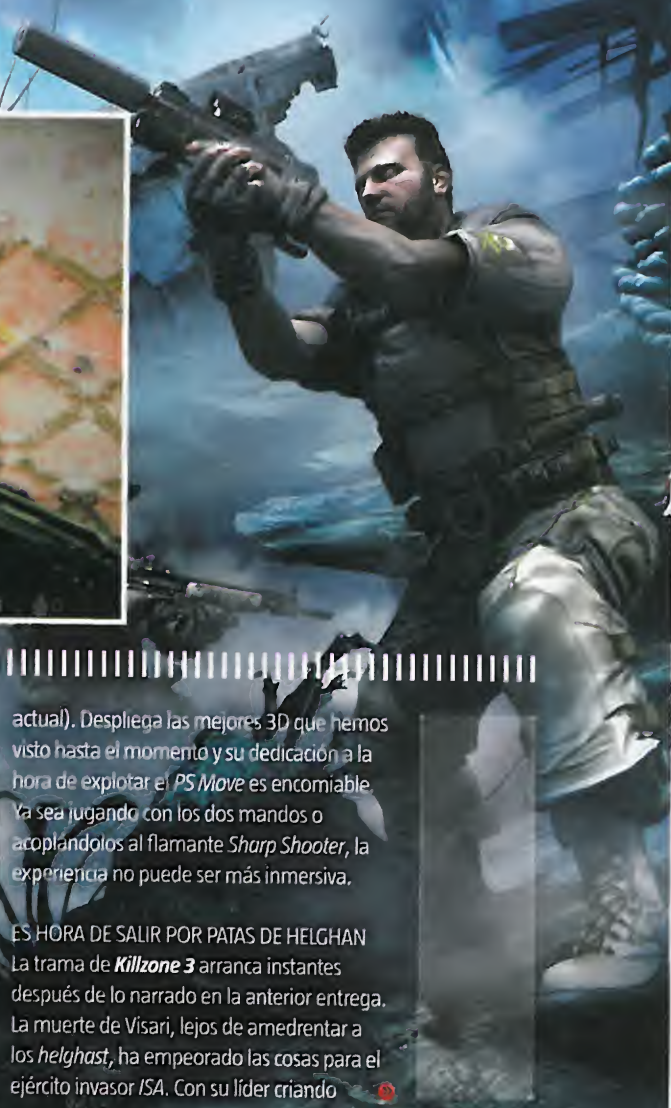 actual). Despliega las mejores 3D que hemos
visto hasta el momento y su dedicación a la
hora de explotar el PS Move es encomiable.
Ya sea jugando con los dos mandos o
acoplándolos al flamante Sharp Shooter, la
experiencia no puede ser más inmersiva.
ES HORA DE SALIR POR PATAS DE HELGHAN
La trama de Killzone 3 arranca instantes
después de lo narrado en la anterior entrega.
La muerte de Visari, lejos de amedrentar a
los helghast, ha empeorado las cosas para el
ejército invasor ISA. Con su líder criando